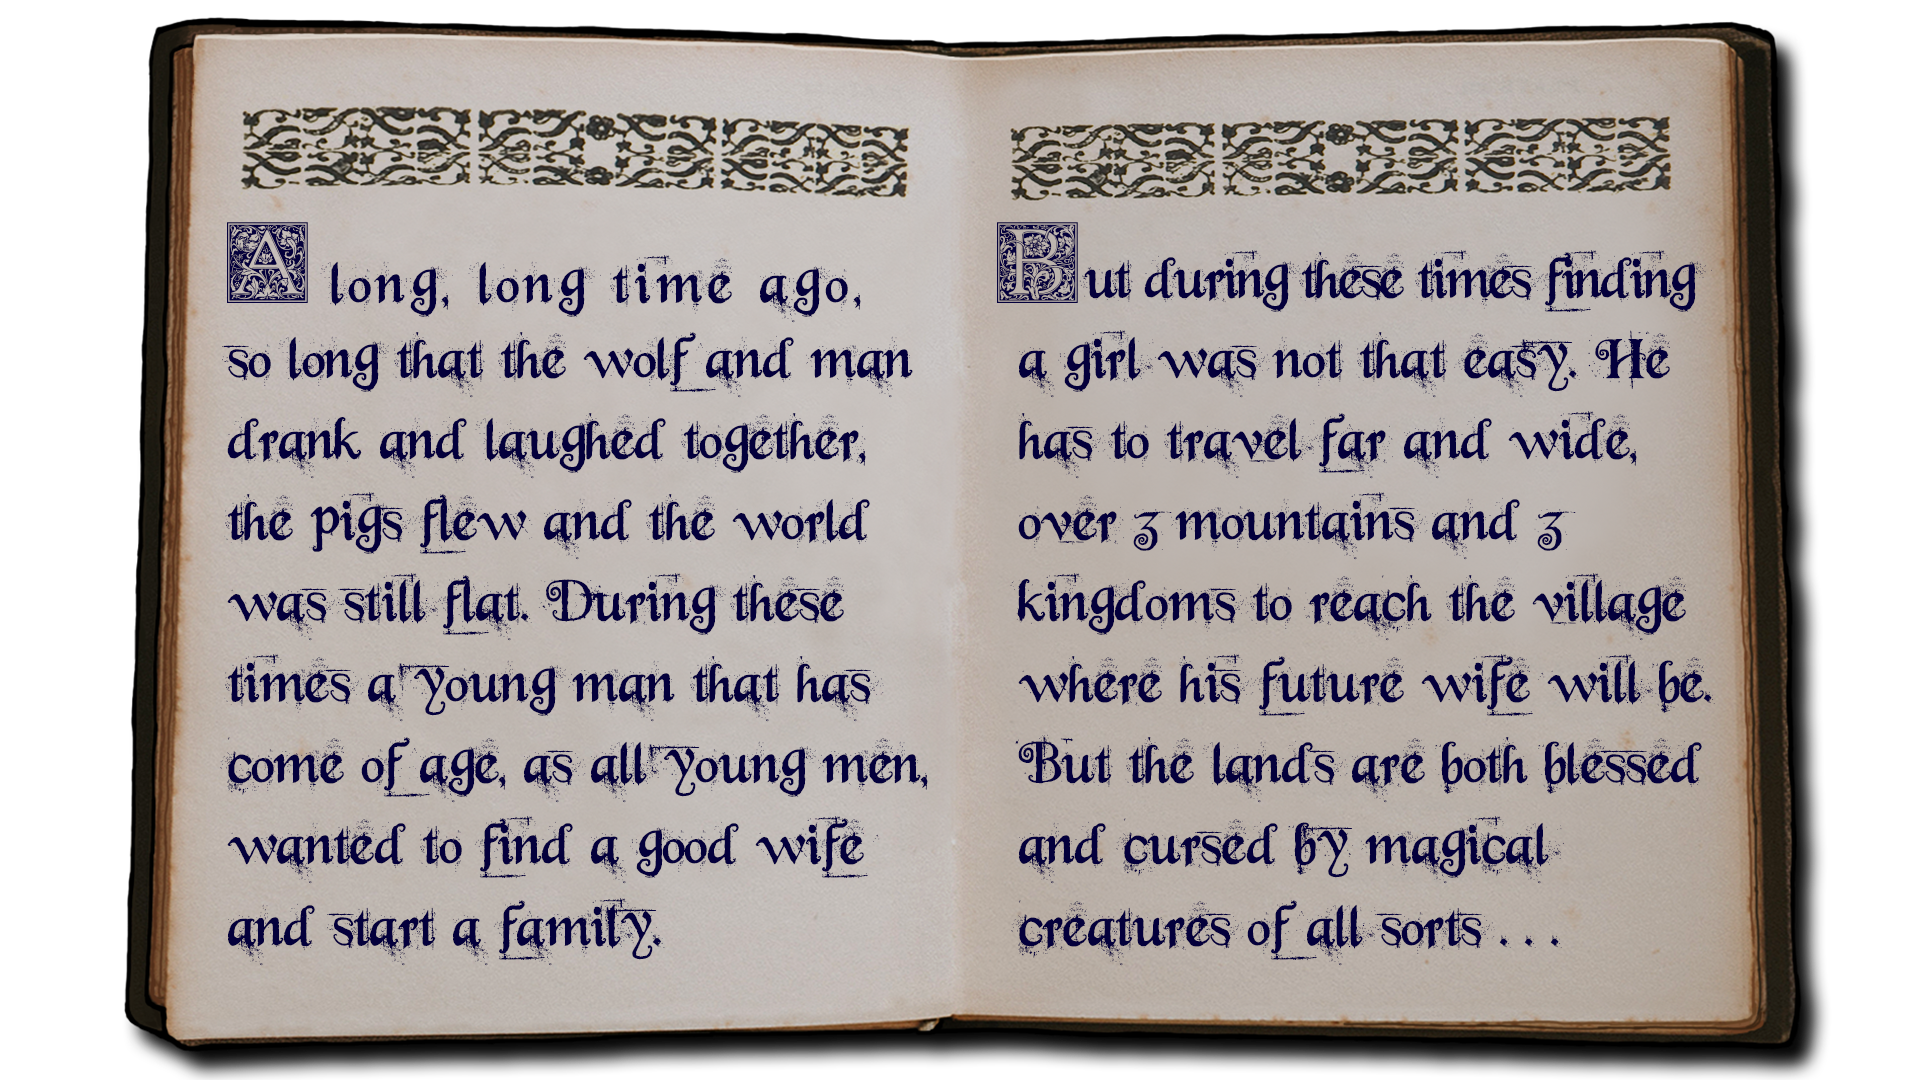 A long, long time ago,
so long that the wolf and man
drank and laughed together,
the pigs flew and the world
was still flat. During these
times a young man that has
come of age, as all young men,
wanted to find a good wife
and start a family.
But during these times finding
a girl was not that easy. He
has to travel far and wide,
over 3 mountains and 3
kingdoms to reach the village
where his future wife will be.
But the lands are both blessed
and cursed by magical
creatures of all sorts . . .